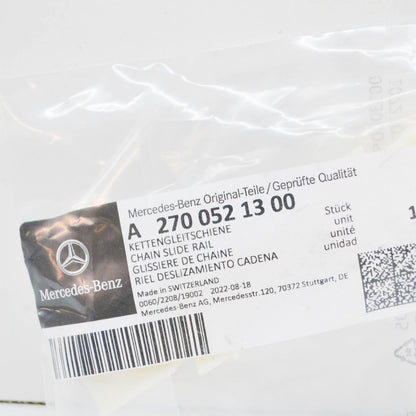 Mercedes-Benz Original-Teile / Geprüfte Qualität
A 270 052 13 00
KETTENGLEITSCHIENE
CHAIN SLIDE RAIL
GLISSIERE DE CHAINE
RIEL DESLIZAMIENTO CADENA
Stück
unit
unité
unidad
1
Made in SWITZERLAND
0060/2208/19002 2022-08-18
Mercedes-Benz AG, Mercedesstr.120, 70372 Stuttgart, DE
Mercedes-Benz